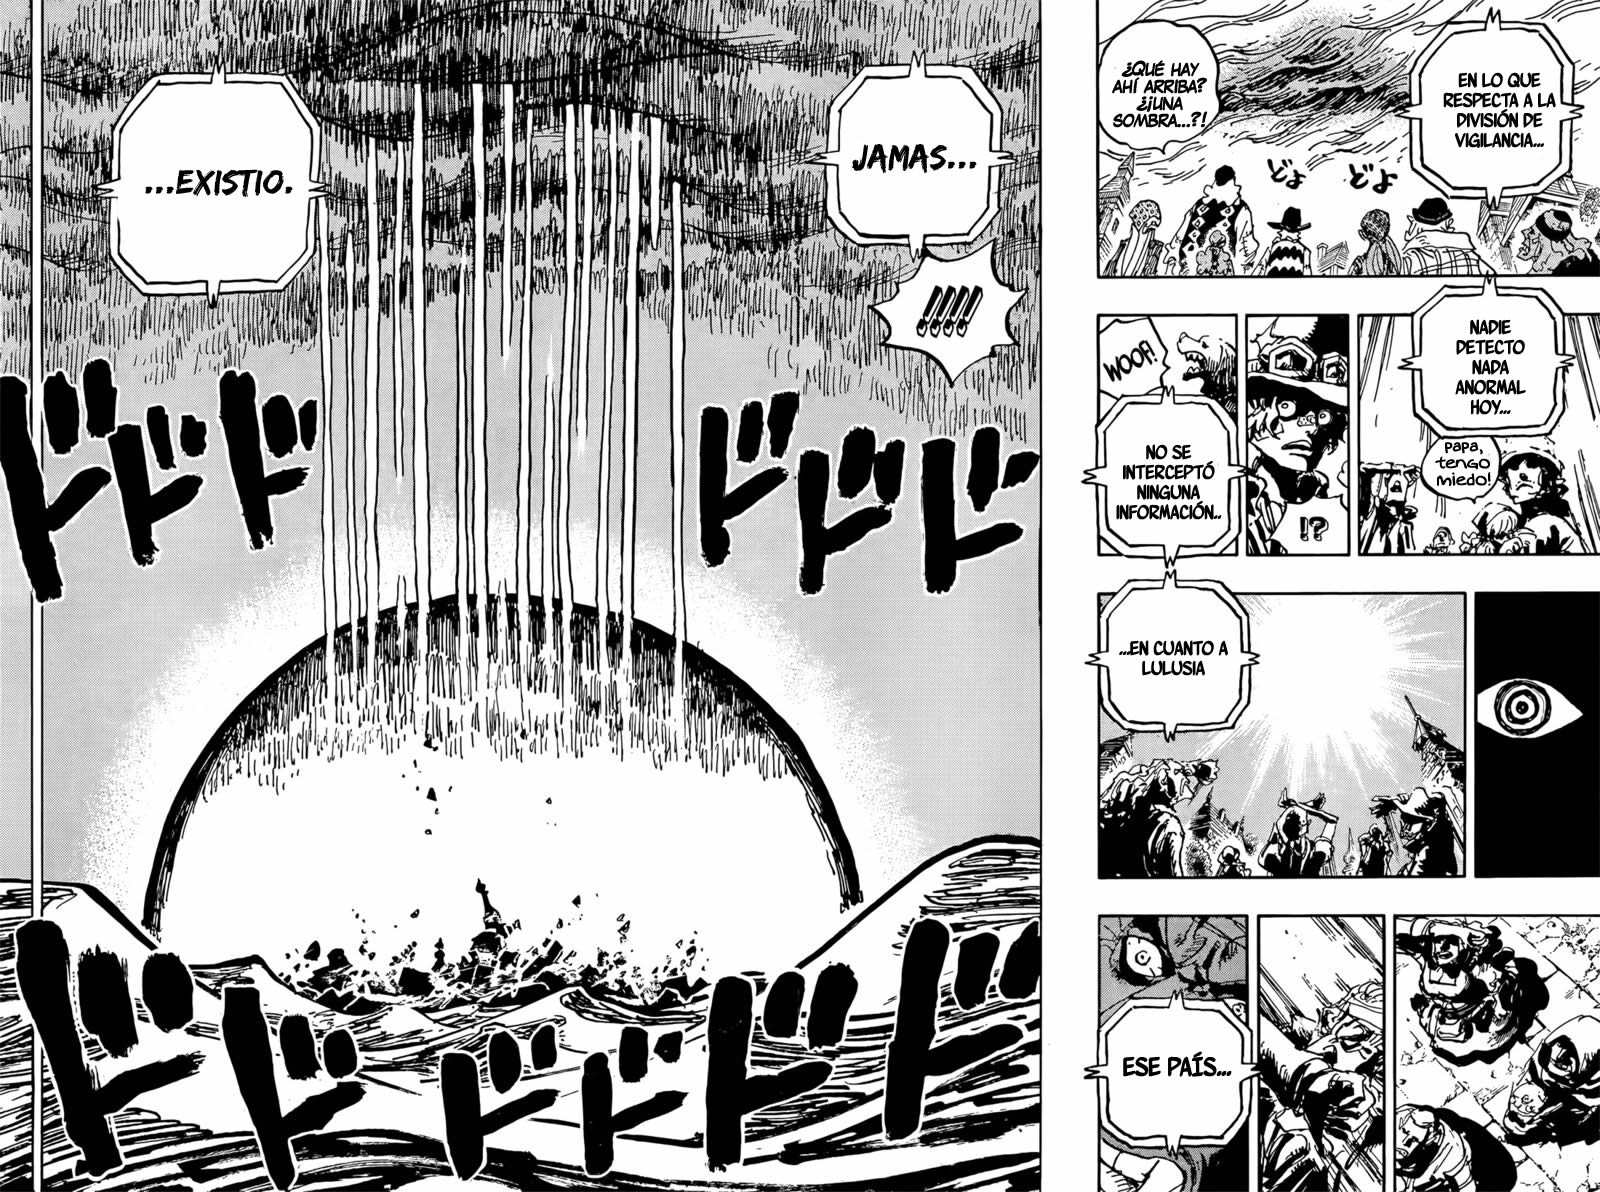 EN LO QUE
RESPECTA A LA
DIVISIÓN DE
VIGILANCIA...
¿QUÉ HAY
AHÍ ARRIBA?
¿¡UNA
SOMBRA...?!
どよ
どよ
NADIE
DETECTO
NADA
ANORMAL
HOY...
PAPA,
TENGO
MIEDO!
!?
WOOF!
NO SE
INTERCEPTÓ
NINGUNA
INFORMACIÓN..
...EN CUANTO A
LULUSIA
ESE PAÍS...
JAMAS...
!!!!!
...EXISTIO.
ドドド
ドドド
ドドドドドドド